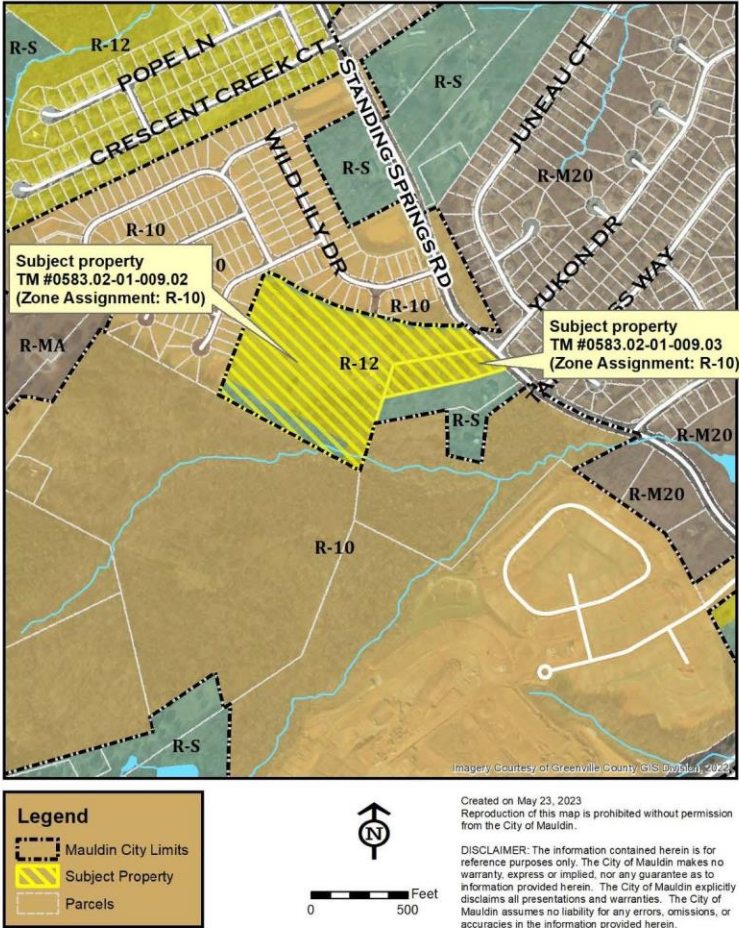 R-S
R-12
POPE LN
CRESCENT CREEK CT
STANDING SPRINGS RD
R-S
JUNEAU CT
R-S
WILD LILY DR
R-M20
R-10
Subject property
TM #0583.02-01-009.02
(Zone Assignment: R-10)
0
R-10
YUKON DR
WAY
R-MA
R-12
Subject property
TM #0583.02-01-009.03
(Zone Assignment: R-10)
R-S
R-M20
R-M20
R-10
R-S
Imagery Courtesy of Greenville County GIS Division, 2022
Legend
Mauldin City Limits
Subject Property
Parcels
N
Feet
0 500
Created on May 23, 2023
Reproduction of this map is prohibited without permission
from the City of Mauldin.
DISCLAIMER: The information contained herein is for
reference purposes only. The City of Mauldin makes no
warranty, express or implied, nor any guarantee as to
information provided herein. The City of Mauldin explicitly
disclaims all presentations and warranties. The City of
Mauldin assumes no liability for any errors, omissions, or
accuracies in the information provided herein.